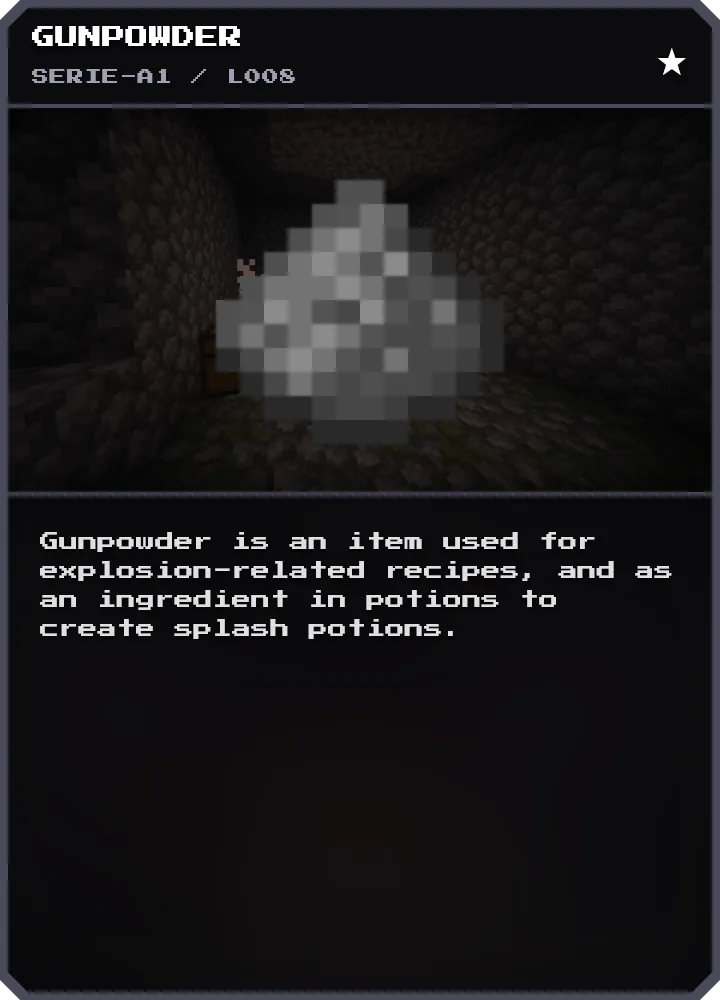 GUNPOWDER
SERIE-A1 / L008
Gunpowder is an item used for
explosion-related recipes, and as
an ingredient in potions to
create splash potions.